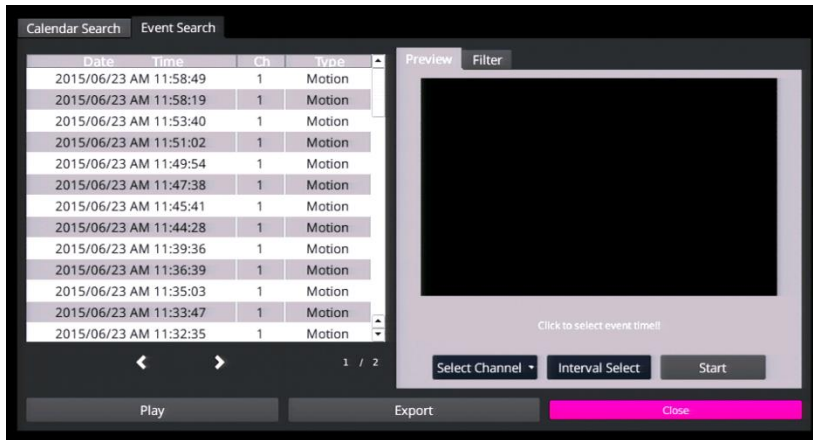 Calendar Search Event Search
Date Time Ch Type
2015/06/23 AM 11:58:49 1 Motion
2015/06/23 AM 11:58:19 1 Motion
2015/06/23 AM 11:53:40 1 Motion
2015/06/23 AM 11:51:02 1 Motion
2015/06/23 AM 11:49:54 1 Motion
2015/06/23 AM 11:47:38 1 Motion
2015/06/23 AM 11:45:41 1 Motion
2015/06/23 AM 11:44:28 1 Motion
2015/06/23 AM 11:39:36 1 Motion
2015/06/23 AM 11:36:39 1 Motion
2015/06/23 AM 11:35:03 1 Motion
2015/06/23 AM 11:33:47 1 Motion
2015/06/23 AM 11:32:35 1 Motion
1 / 2
Preview Filter
Click to select event time!!
Select Channel Interval Select Start
Play Export Close